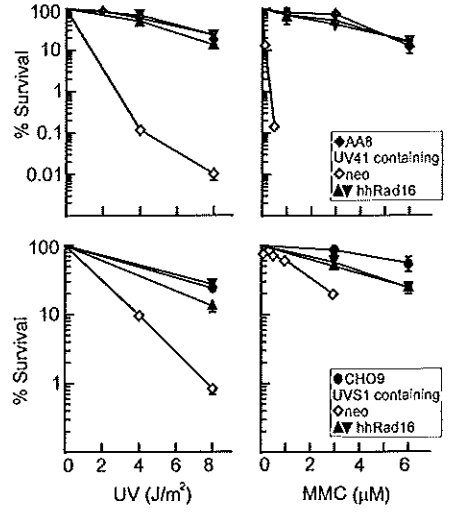 % Survival
100
10
1
0.1
0.01
AA8
UV41 containing
neo
hhRad16
% Survival
100
10
1
CHO9
UVS1 containing
neo
hhRad16
0 2 4 6 8
UV (J/m²)
0 2 4 6
MMC (μM)